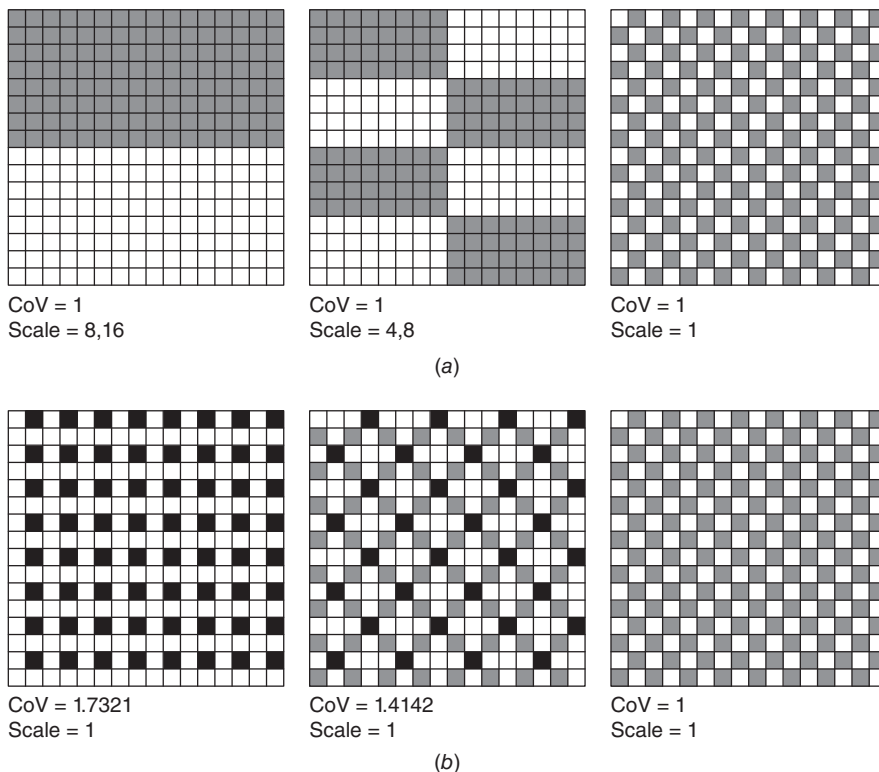 CoV = 1
Scale = 8,16
CoV = 1
Scale = 4,8
CoV = 1
Scale = 1
(a)
CoV = 1.7321
Scale = 1
CoV = 1.4142
Scale = 1
CoV = 1
Scale = 1
(b)